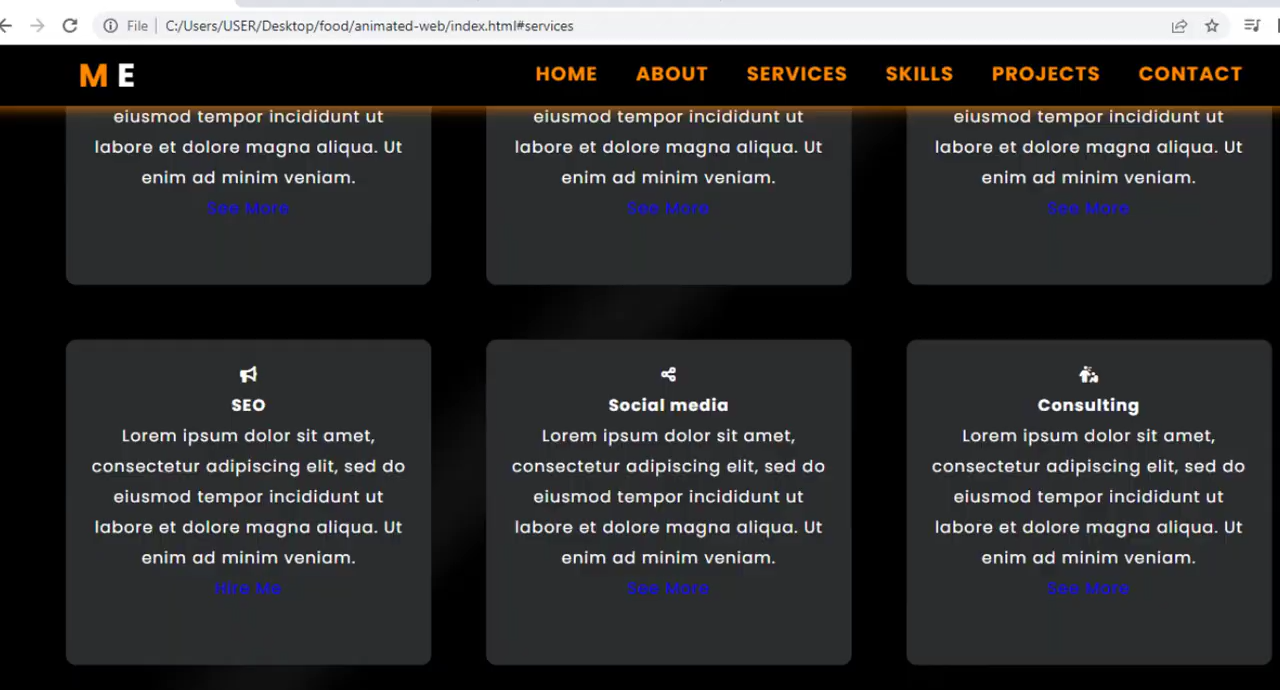 File | C:/Users/USER/Desktop/food/animated-web/index.html#services
M E HOME ABOUT SERVICES SKILLS PROJECTS CONTACT
eiusmod tempor incididunt ut
labore et dolore magna aliqua. Ut
enim ad minim veniam.
See More
eiusmod tempor incididunt ut
labore et dolore magna aliqua. Ut
enim ad minim veniam.
See More
eiusmod tempor incididunt ut
labore et dolore magna aliqua. Ut
enim ad minim veniam.
See More
SEO
Lorem ipsum dolor sit amet,
consectetur adipiscing elit, sed do
eiusmod tempor incididunt ut
labore et dolore magna aliqua. Ut
enim ad minim veniam.
Hire Me
Social media
Lorem ipsum dolor sit amet,
consectetur adipiscing elit, sed do
eiusmod tempor incididunt ut
labore et dolore magna aliqua. Ut
enim ad minim veniam.
See More
Consulting
Lorem ipsum dolor sit amet,
consectetur adipiscing elit, sed do
eiusmod tempor incididunt ut
labore et dolore magna aliqua. Ut
enim ad minim veniam.
See More